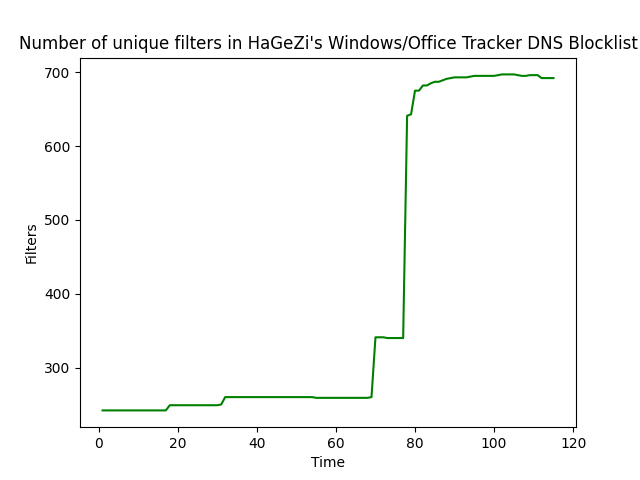 Number of unique filters in HaGeZi's Windows/Office Tracker DNS Blocklist
700
600
500
400
300
Filters
0 20 40 60 80 100 120
Time